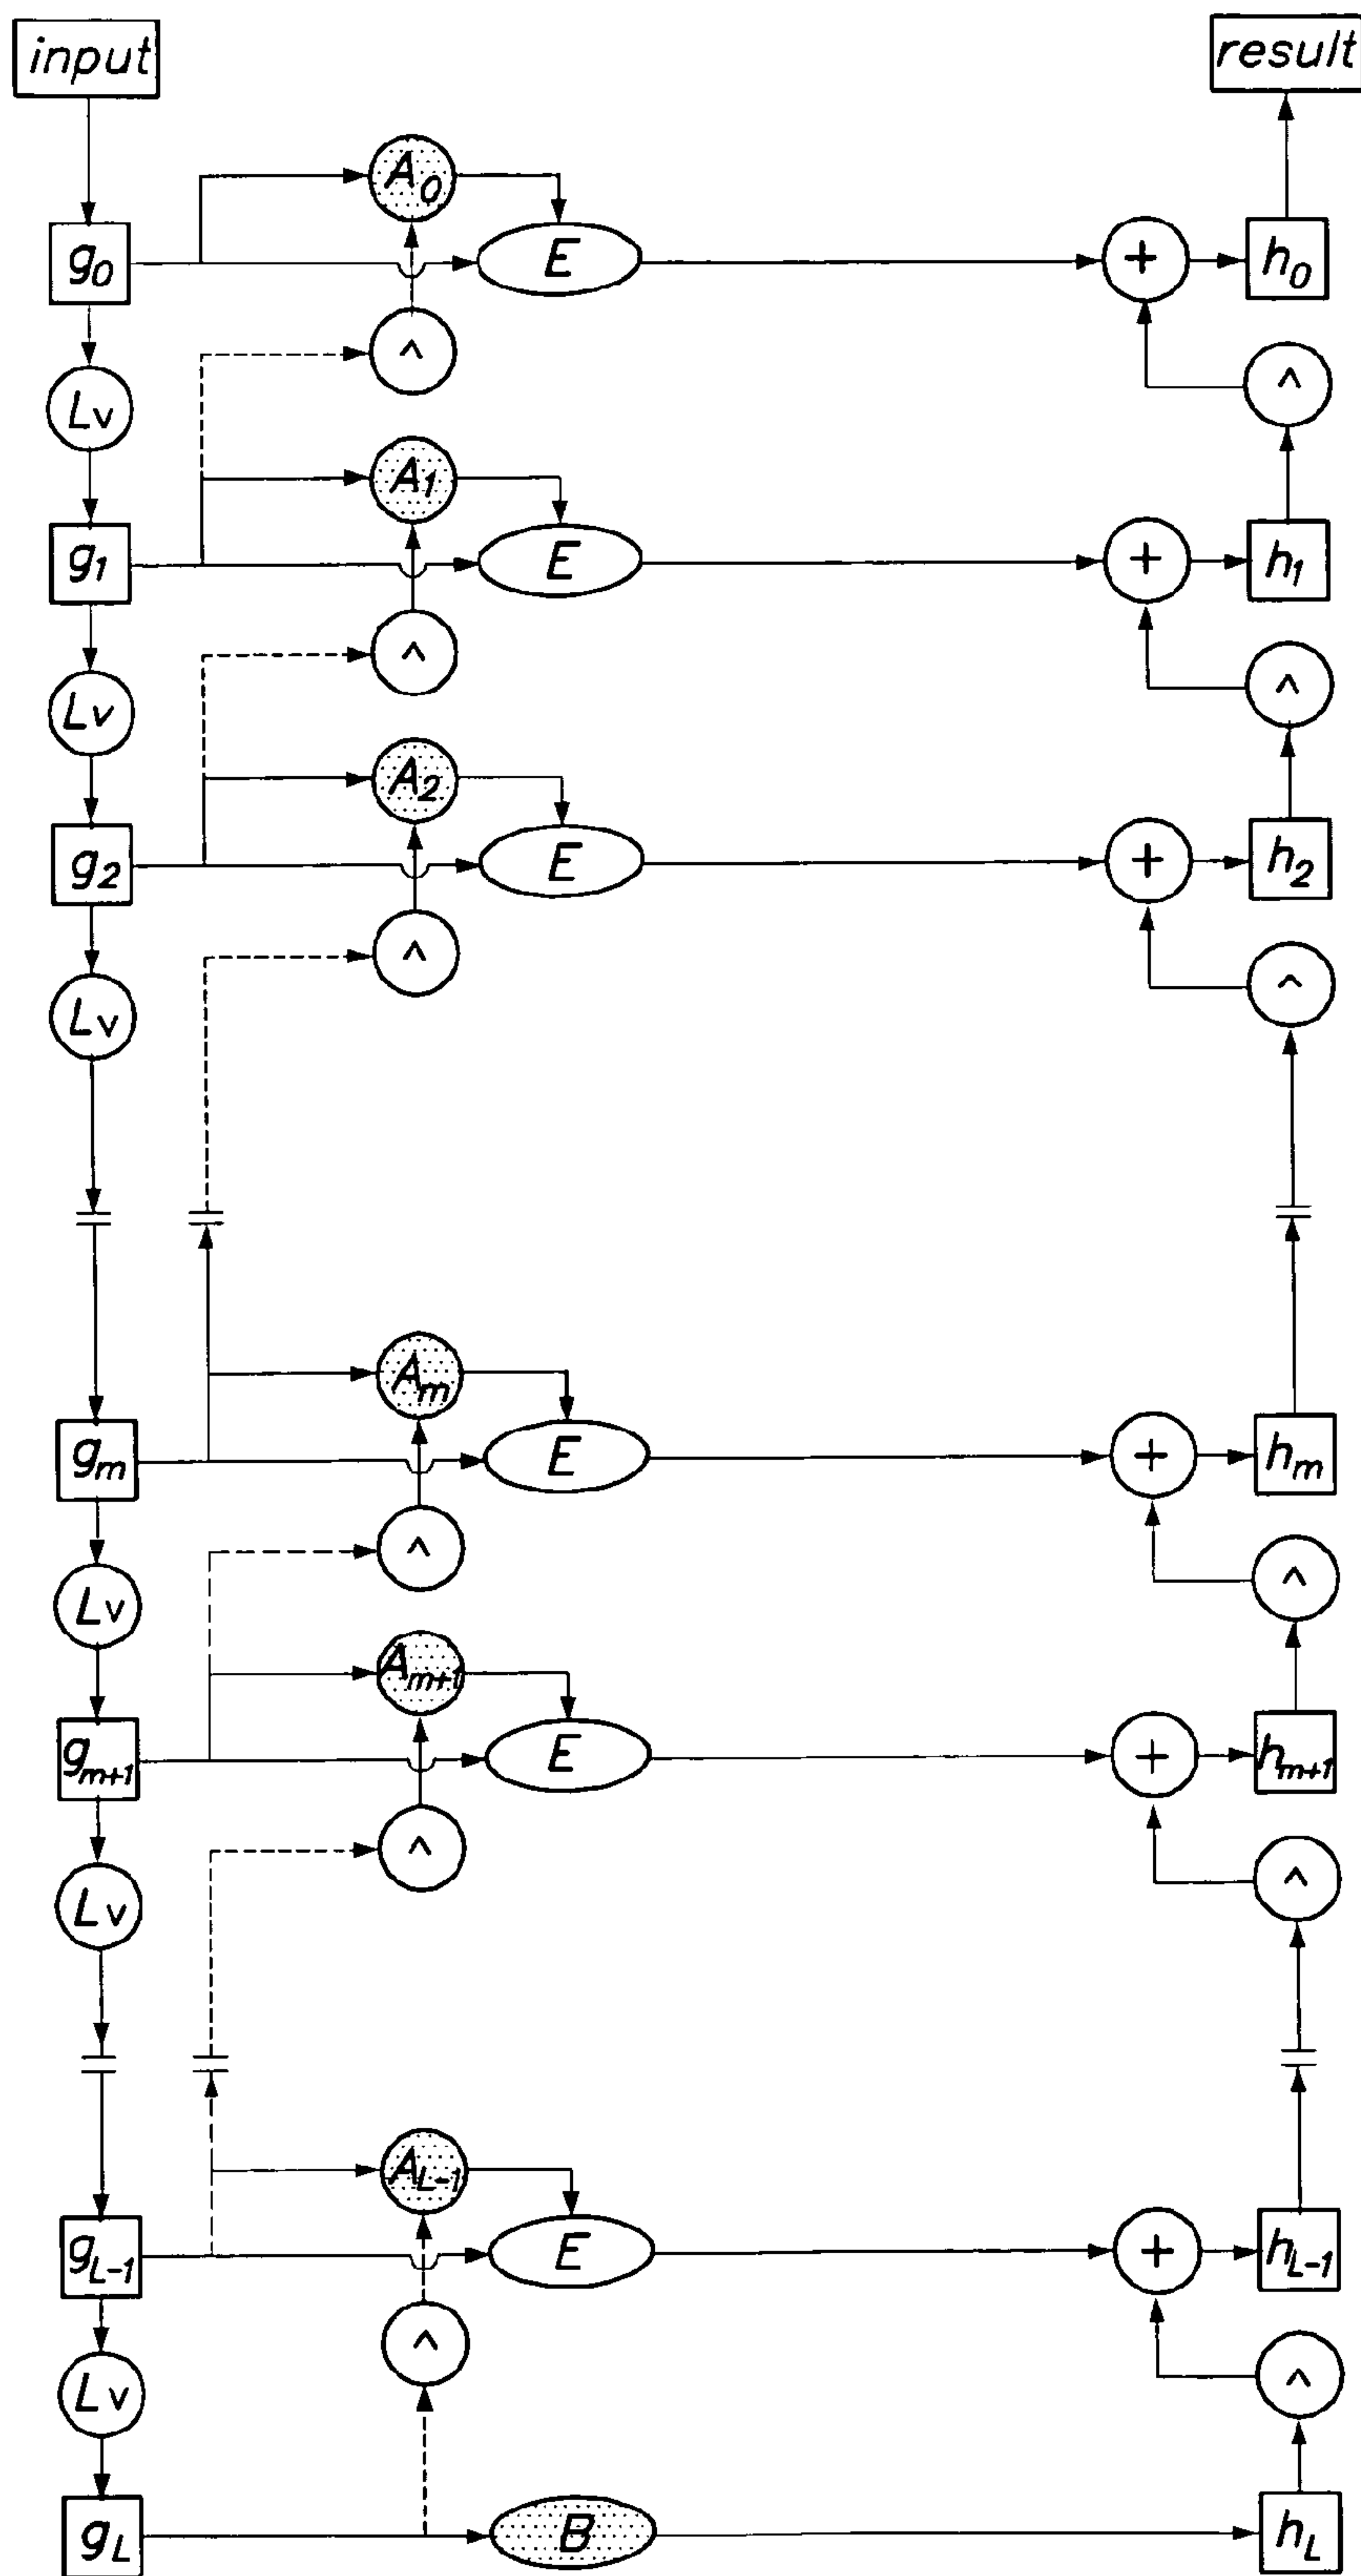 input result
A0
g0 E + h0
^
^
Lv
A1
g1 E + h1
^
^
Lv
A2
g2 E + h2
^
^
Lv
Am
gm E + hm
^
^
Lv
Am+1
gm+1 E + hm+1
^
^
Lv
AL-1
gL-1 E + hL-1
^
^
Lv
gL B hL